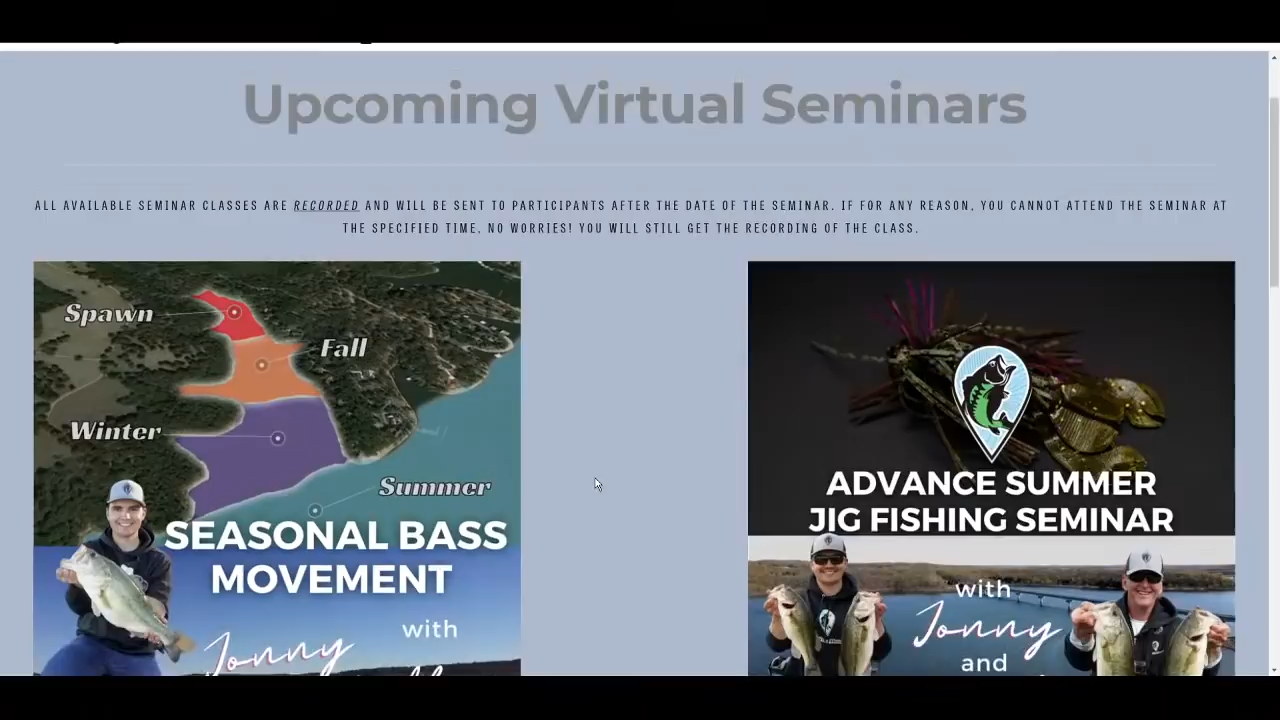 Upcoming Virtual Seminars
ALL AVAILABLE SEMINAR CLASSES ARE RECORDED AND WILL BE SENT TO PARTICIPANTS AFTER THE DATE OF THE SEMINAR. IF FOR ANY REASON, YOU CANNOT ATTEND THE SEMINAR AT
THE SPECIFIED TIME, NO WORRIES! YOU WILL STILL GET THE RECORDING OF THE CLASS.
Spawn
Fall
Winter
Summer
SEASONAL BASS
MOVEMENT
with
Jonny
ADVANCE SUMMER
JIG FISHING SEMINAR
with
Jonny
and